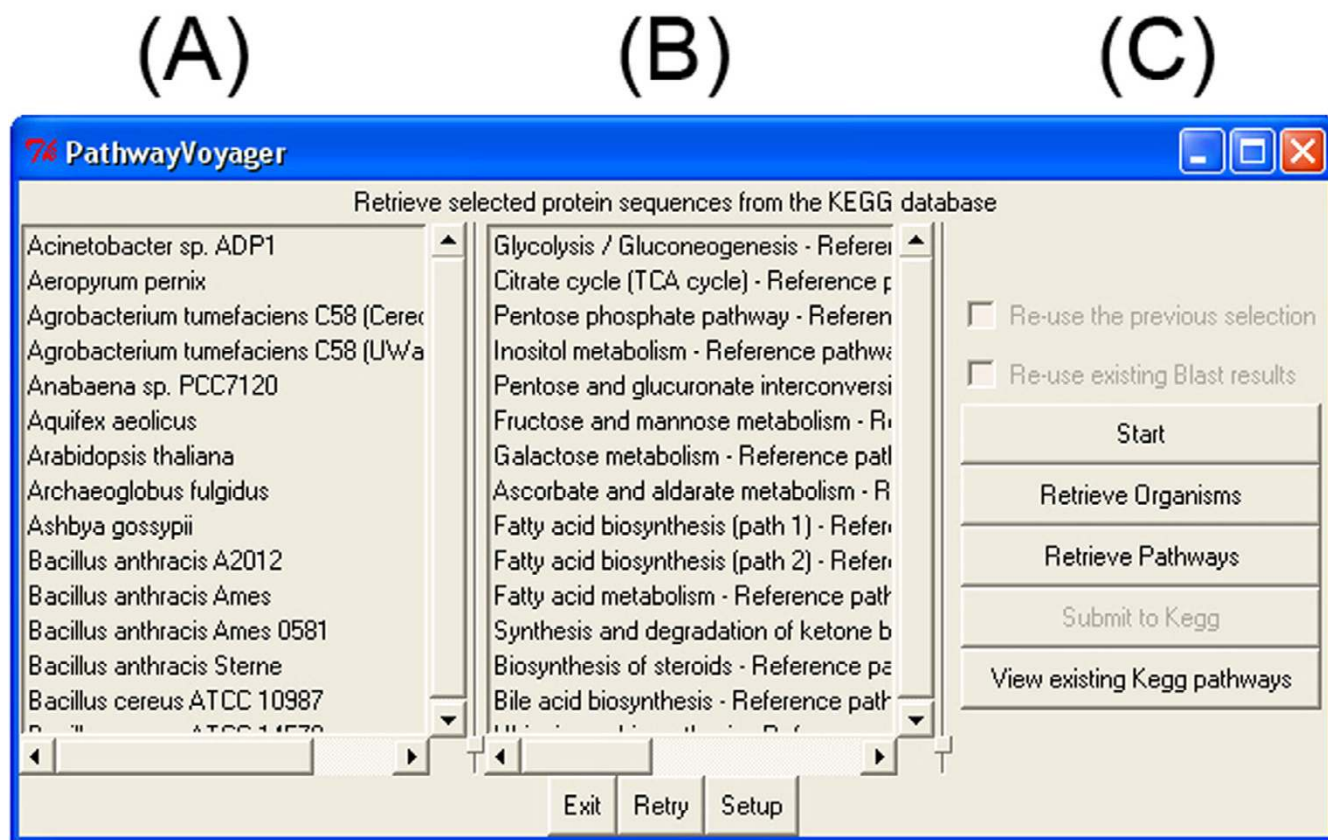 (A) (B) (C)
PathwayVoyager
Retrieve selected protein sequences from the KEGG database
Acinetobacter sp. ADP1
Aeropyrum pernix
Agrobacterium tumefaciens C58 (Cereo
Agrobacterium tumefaciens C58 (UWa
Anabaena sp. PCC7120
Aquifex aeolicus
Arabidopsis thaliana
Archaeoglobus fulgidus
Ashbya gossypii
Bacillus anthracis A2012
Bacillus anthracis Ames
Bacillus anthracis Ames 0581
Bacillus anthracis Sterne
Bacillus cereus ATCC 10987
Glycolysis / Gluconeogenesis - Referen
Citrate cycle (TCA cycle) - Reference p
Pentose phosphate pathway - Referen
Inositol metabolism - Reference pathwa
Pentose and glucuronate interconversi
Fructose and mannose metabolism - Re
Galactose metabolism - Reference path
Ascorbate and aldarate metabolism - R
Fatty acid biosynthesis (path 1) - Refere
Fatty acid biosynthesis (path 2) - Refere
Fatty acid metabolism - Reference path
Synthesis and degradation of ketone b
Biosynthesis of steroids - Reference pa
Bile acid biosynthesis - Reference path
Re-use the previous selection
Re-use existing Blast results
Start
Retrieve Organisms
Retrieve Pathways
Submit to Kegg
View existing Kegg pathways
Exit Retry Setup